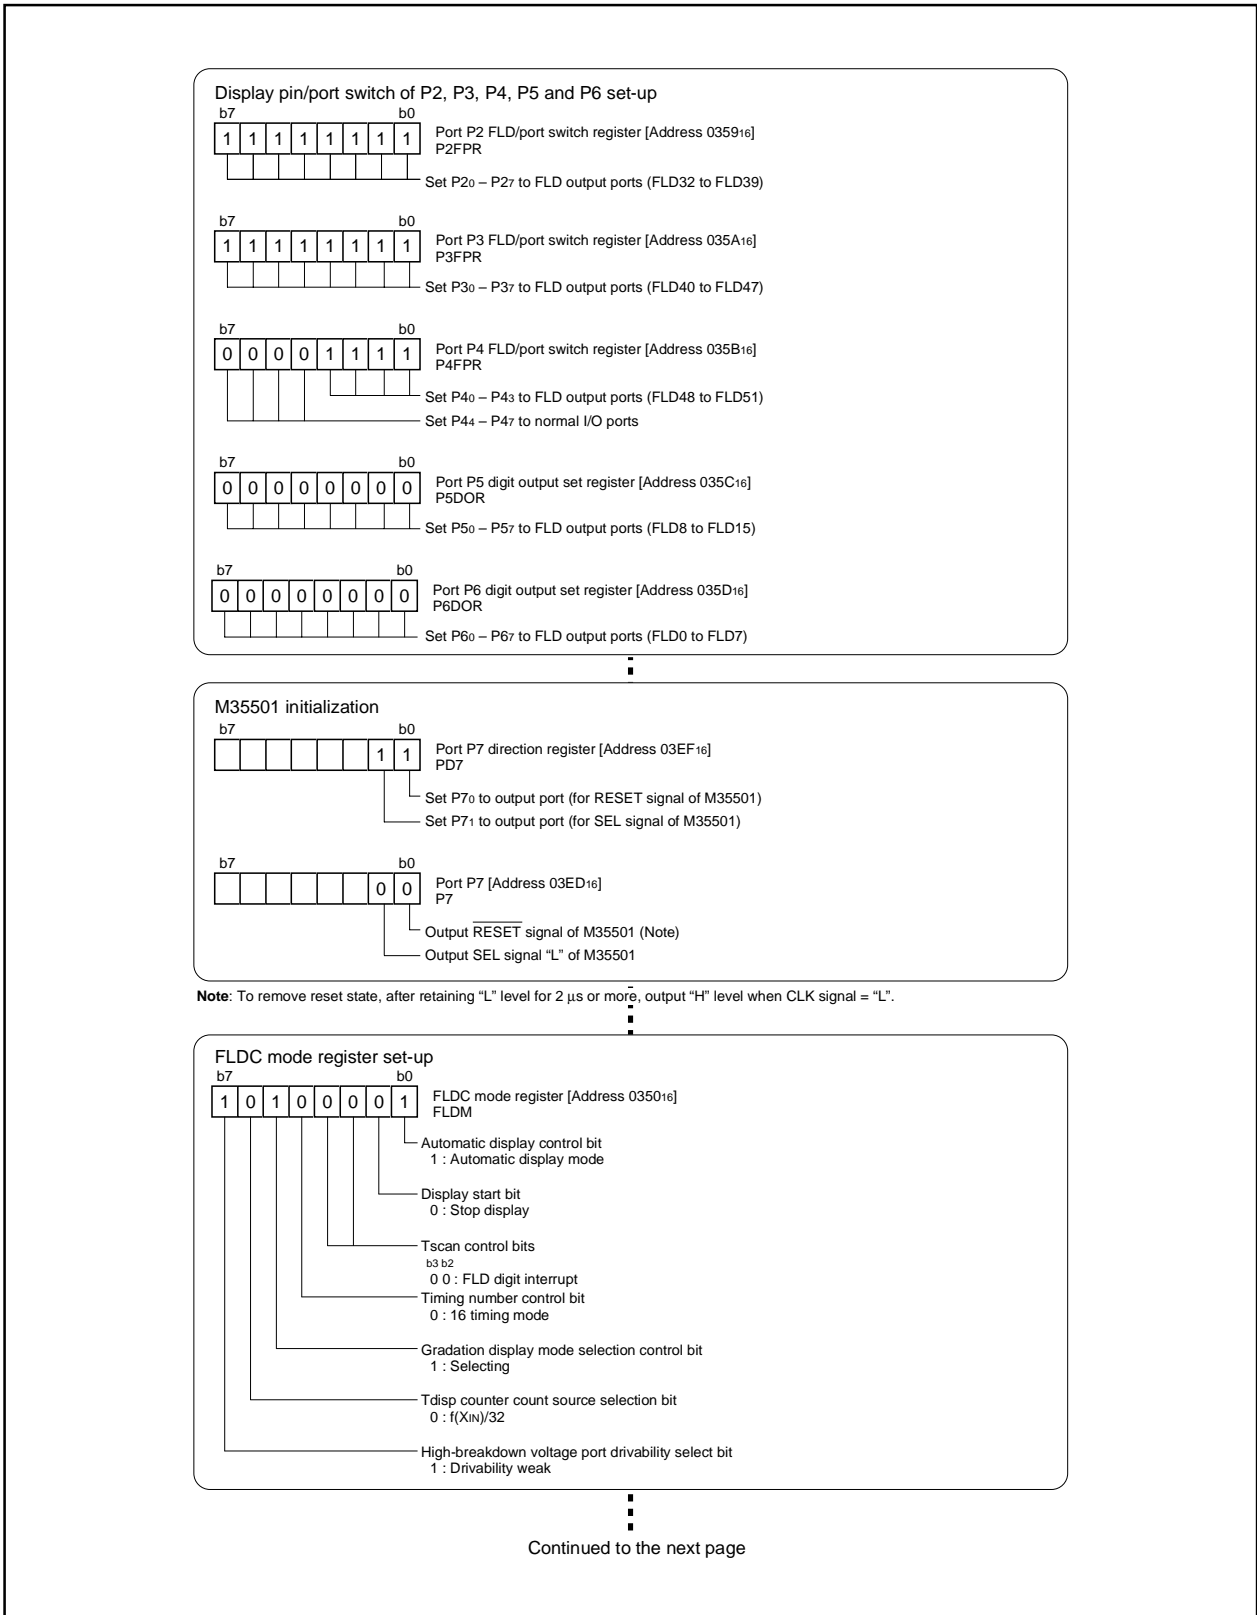 Display pin/port switch of P2, P3, P4, P5 and P6 set-up
b7 b0
1 1 1 1 1 1 1 1
Port P2 FLD/port switch register [Address 035916]
P2FPR
Set P20 – P27 to FLD output ports (FLD32 to FLD39)
b7 b0
1 1 1 1 1 1 1 1
Port P3 FLD/port switch register [Address 035A16]
P3FPR
Set P30 – P37 to FLD output ports (FLD40 to FLD47)
b7 b0
0 0 0 0 1 1 1 1
Port P4 FLD/port switch register [Address 035B16]
P4FPR
Set P40 – P43 to FLD output ports (FLD48 to FLD51)
Set P44 – P47 to normal I/O ports
b7 b0
0 0 0 0 0 0 0 0
Port P5 digit output set register [Address 035C16]
P5DOR
Set P50 – P57 to FLD output ports (FLD8 to FLD15)
b7 b0
0 0 0 0 0 0 0 0
Port P6 digit output set register [Address 035D16]
P6DOR
Set P60 – P67 to FLD output ports (FLD0 to FLD7)
M35501 initialization
b7 b0
1 1
Port P7 direction register [Address 03EF16]
PD7
Set P70 to output port (for RESET signal of M35501)
Set P71 to output port (for SEL signal of M35501)
b7 b0
0 0
Port P7 [Address 03ED16]
P7
Output RESET signal of M35501 (Note)
Output SEL signal “L” of M35501
Note: To remove reset state, after retaining “L” level for 2 µs or more, output “H” level when CLK signal = “L”.
FLDC mode register set-up
b7 b0
1 0 1 0 0 0 0 1
FLDC mode register [Address 035016]
FLDM
Automatic display control bit
1 : Automatic display mode
Display start bit
0 : Stop display
Tscan control bits
b3 b2
0 0 : FLD digit interrupt
Timing number control bit
0 : 16 timing mode
Gradation display mode selection control bit
1 : Selecting
Tdisp counter count source selection bit
0 : f(XIN)/32
High-breakdown voltage port drivability select bit
1 : Drivability weak
Continued to the next page